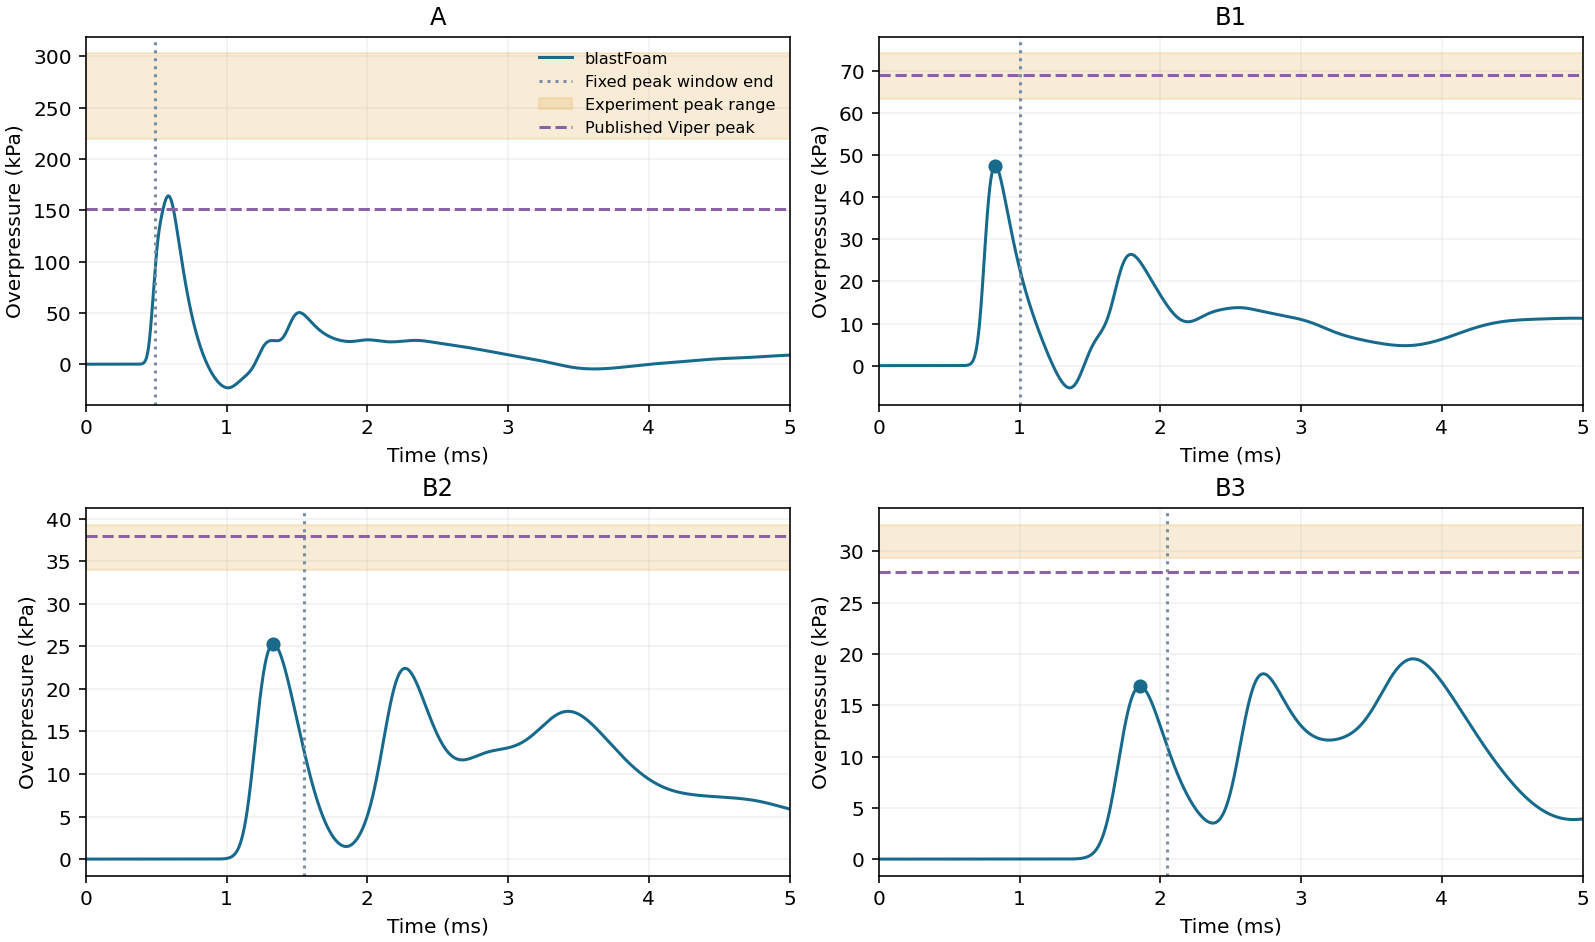 A
Overpressure (kPa)
300
250
200
150
100
50
0
blastFoam
Fixed peak window end
Experiment peak range
Published Viper peak
0 1 2 3 4 5
Time (ms)
B1
Overpressure (kPa)
70
60
50
40
30
20
10
0
0 1 2 3 4 5
Time (ms)
B2
Overpressure (kPa)
40
35
30
25
20
15
10
5
0
0 1 2 3 4 5
Time (ms)
B3
Overpressure (kPa)
30
25
20
15
10
5
0
0 1 2 3 4 5
Time (ms)